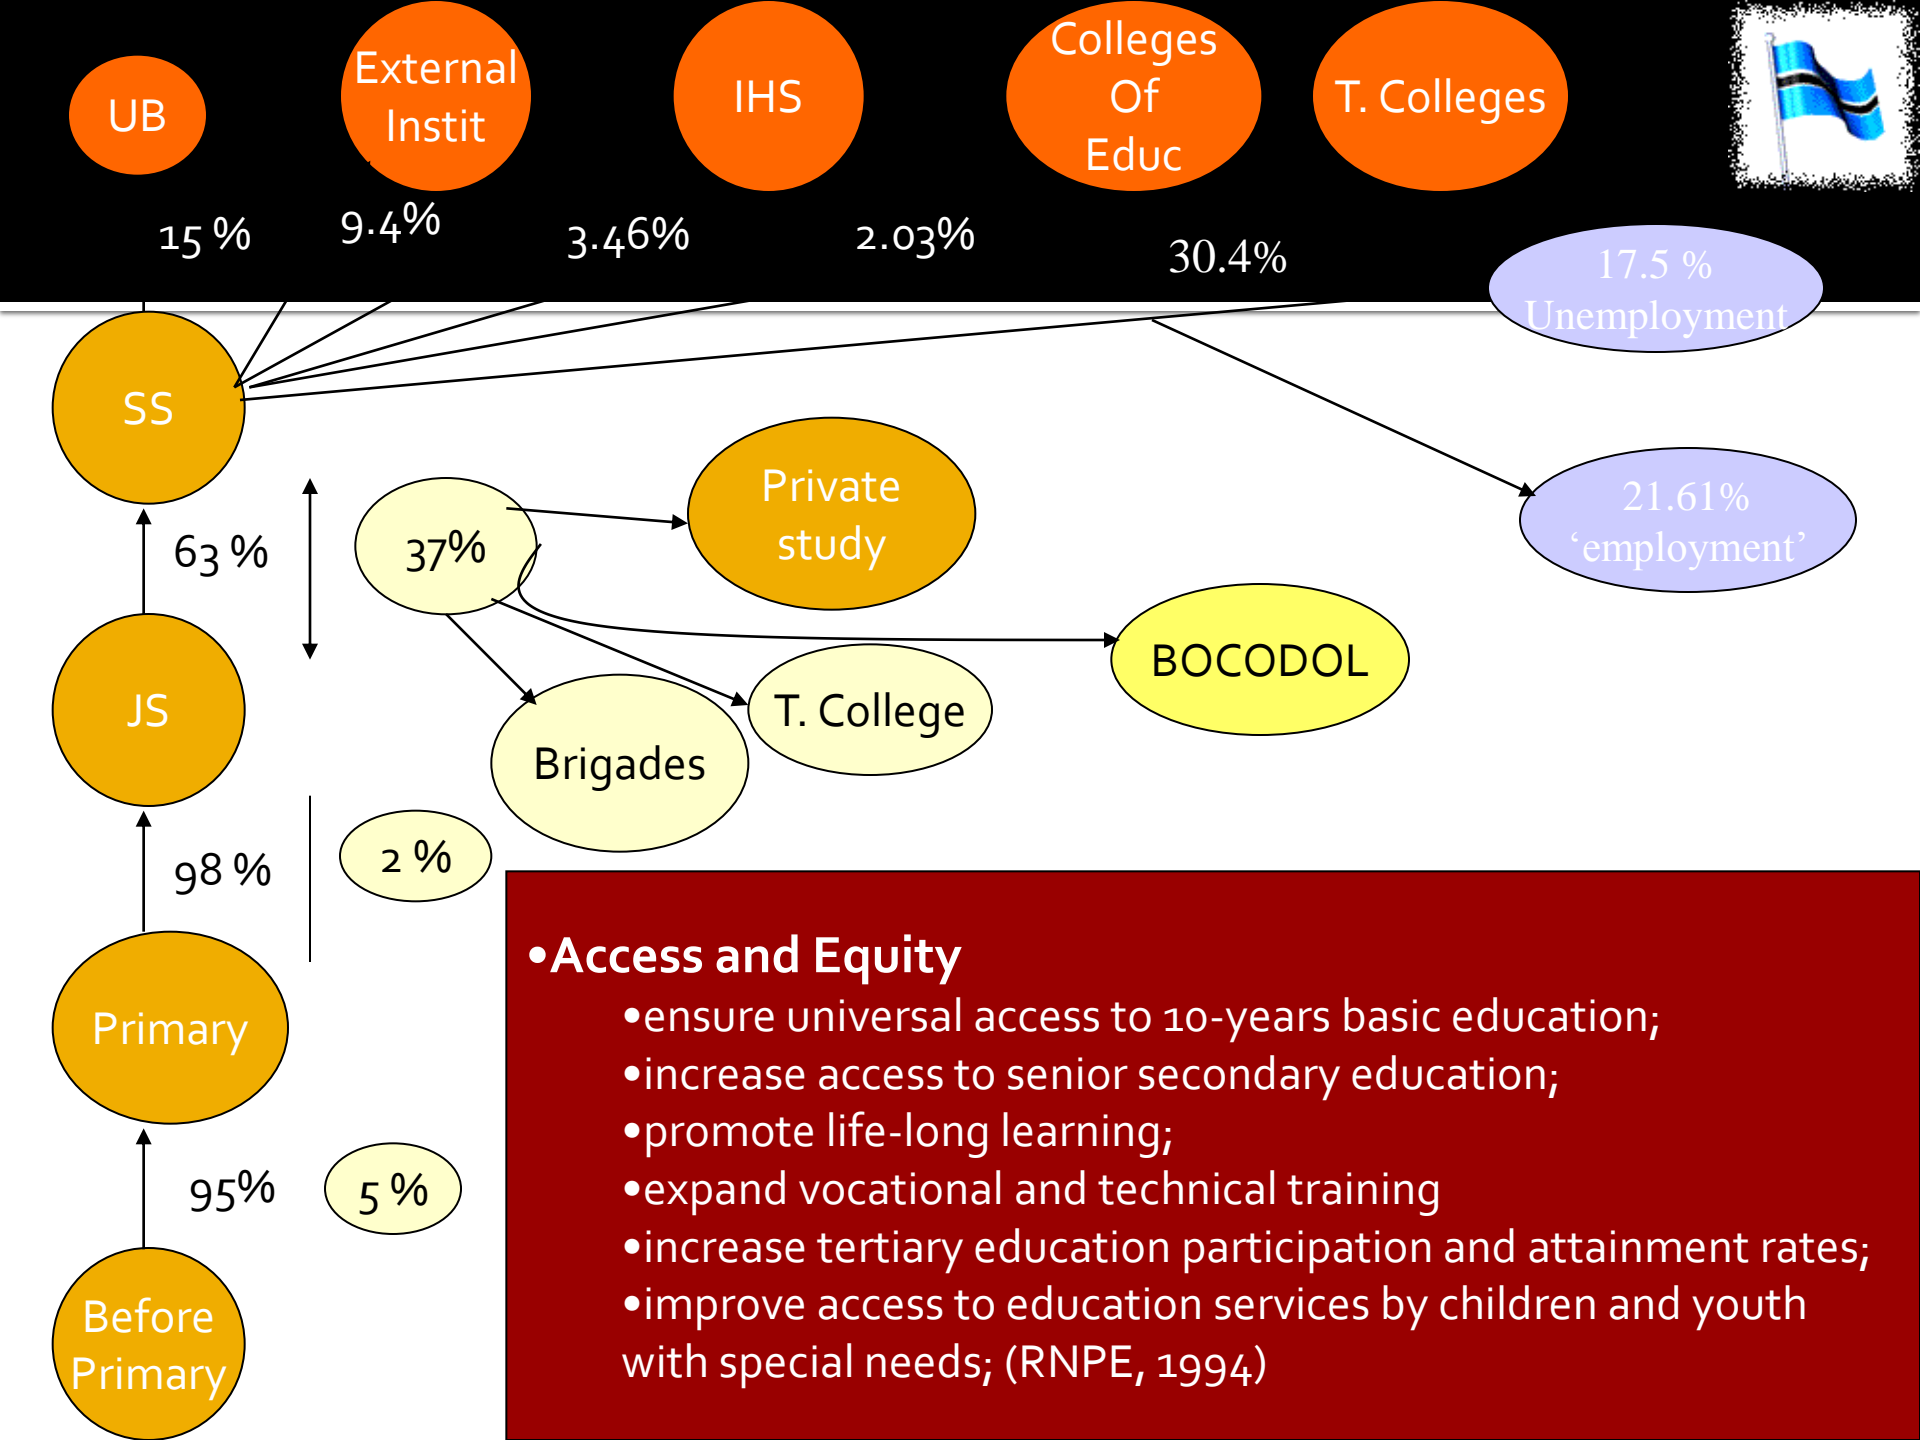 UB
External
Instit
IHS
Colleges
Of
Educ
T. Colleges
15 %
9.4%
3.46%
2.03%
30.4%
17.5 %
Unemployment
SS
Private
study
21.61%
‘employment’
63 %
37%
BOCODOL
JS
T. College
Brigades
98 %
2 %
•Access and Equity
Primary
•ensure universal access to 10-years basic education;
•increase access to senior secondary education;
•promote life-long learning;
95%
5 %
•expand vocational and technical training
•increase tertiary education participation and attainment rates;
Before
Primary
•improve access to education services by children and youth
with special needs; (RNPE, 1994)